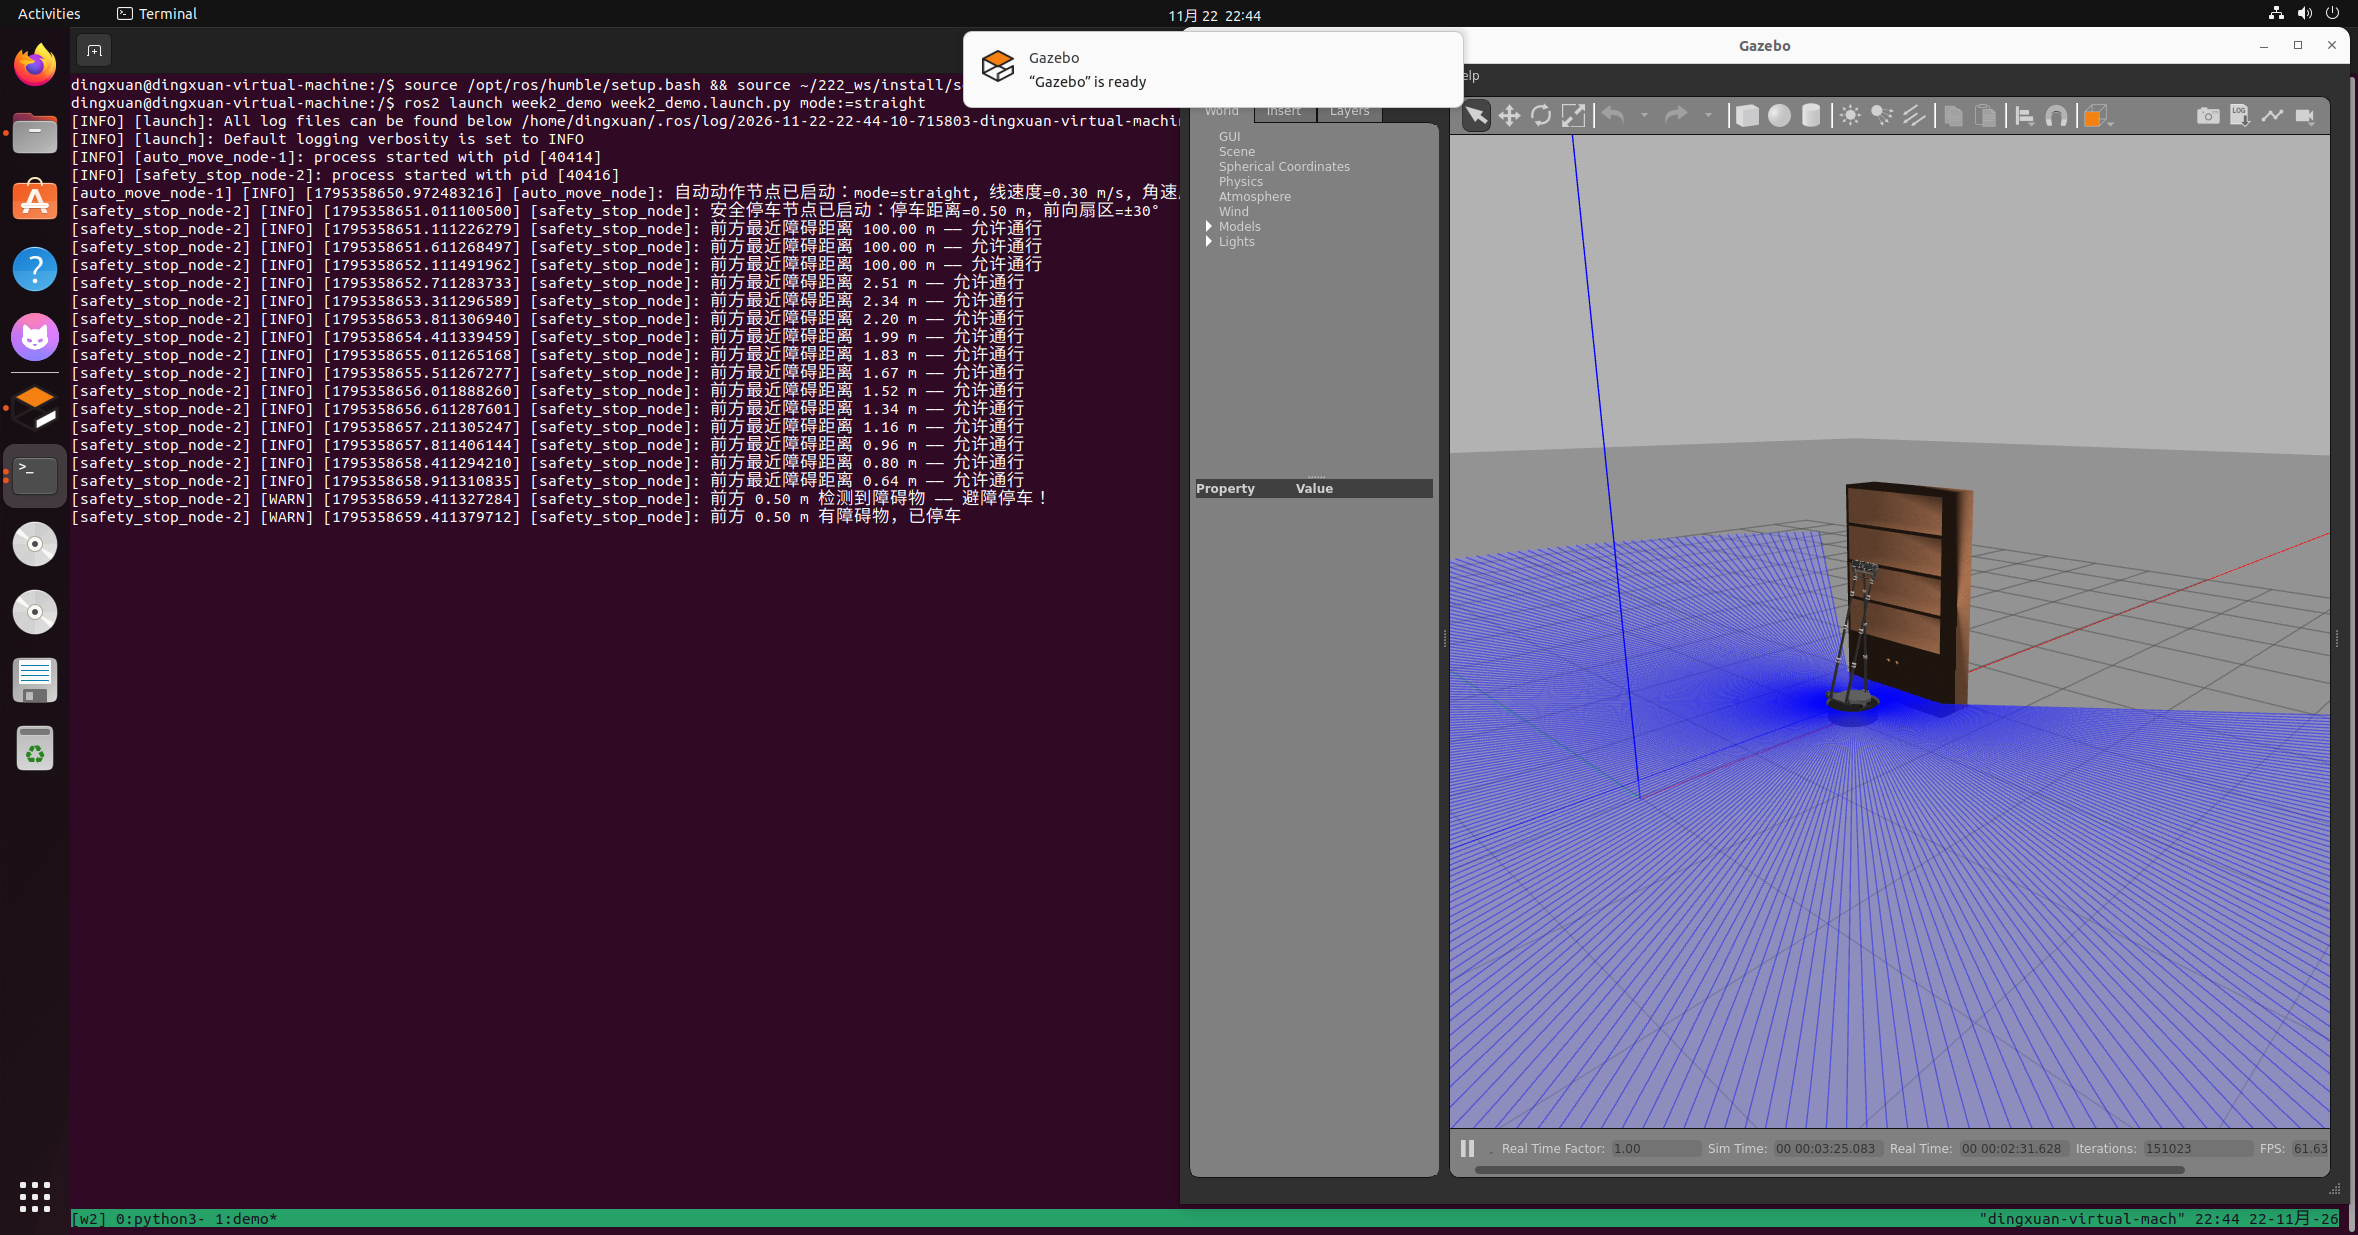 Activities
Terminal
11月 22 22:44
dingxuan@dingxuan-virtual-machine:/$ source /opt/ros/humble/setup.bash && source ~/222_ws/install/s
dingxuan@dingxuan-virtual-machine:/$ ros2 launch week2_demo week2_demo.launch.py mode:=straight
[INFO] [launch]: All log files can be found below /home/dingxuan/.ros/log/2026-11-22-22-44-10-715803-dingxuan-virtual-machin
[INFO] [launch]: Default logging verbosity is set to INFO
[INFO] [auto_move_node-1]: process started with pid [40414]
[INFO] [safety_stop_node-2]: process started with pid [40416]
[auto_move_node-1] [INFO] [1795358650.972483216] [auto_move_node]: 自动动作节点已启动：mode=straight, 线速度=0.30 m/s, 角速
[safety_stop_node-2] [INFO] [1795358651.011100500] [safety_stop_node]: 安全停车节点已启动：停车距离=0.50 m, 前向扇区=±30°
[safety_stop_node-2] [INFO] [1795358651.111226279] [safety_stop_node]: 前方最近障碍距离 100.00 m —— 允许通行
[safety_stop_node-2] [INFO] [1795358651.611268497] [safety_stop_node]: 前方最近障碍距离 100.00 m —— 允许通行
[safety_stop_node-2] [INFO] [1795358652.111491962] [safety_stop_node]: 前方最近障碍距离 100.00 m —— 允许通行
[safety_stop_node-2] [INFO] [1795358652.711283733] [safety_stop_node]: 前方最近障碍距离 2.51 m —— 允许通行
[safety_stop_node-2] [INFO] [1795358653.311296589] [safety_stop_node]: 前方最近障碍距离 2.34 m —— 允许通行
[safety_stop_node-2] [INFO] [1795358653.811306940] [safety_stop_node]: 前方最近障碍距离 2.20 m —— 允许通行
[safety_stop_node-2] [INFO] [1795358654.411339459] [safety_stop_node]: 前方最近障碍距离 1.99 m —— 允许通行
[safety_stop_node-2] [INFO] [1795358655.011265168] [safety_stop_node]: 前方最近障碍距离 1.83 m —— 允许通行
[safety_stop_node-2] [INFO] [1795358655.511267277] [safety_stop_node]: 前方最近障碍距离 1.67 m —— 允许通行
[safety_stop_node-2] [INFO] [1795358656.011888260] [safety_stop_node]: 前方最近障碍距离 1.52 m —— 允许通行
[safety_stop_node-2] [INFO] [1795358656.611287601] [safety_stop_node]: 前方最近障碍距离 1.34 m —— 允许通行
[safety_stop_node-2] [INFO] [1795358657.211305247] [safety_stop_node]: 前方最近障碍距离 1.16 m —— 允许通行
[safety_stop_node-2] [INFO] [1795358657.811406144] [safety_stop_node]: 前方最近障碍距离 0.96 m —— 允许通行
[safety_stop_node-2] [INFO] [1795358658.411294210] [safety_stop_node]: 前方最近障碍距离 0.80 m —— 允许通行
[safety_stop_node-2] [INFO] [1795358658.911310835] [safety_stop_node]: 前方最近障碍距离 0.64 m —— 允许通行
[safety_stop_node-2] [WARN] [1795358659.411327284] [safety_stop_node]: 前方 0.50 m 检测到障碍物 —— 避障停车！
[safety_stop_node-2] [WARN] [1795358659.411379712] [safety_stop_node]: 前方 0.50 m 有障碍物, 已停车
[w2] 0:python3- 1:demo*
"dingxuan-virtual-mach" 22:44 22-11月-26
Gazebo
“Gazebo” is ready
Gazebo
elp
World Insert Layers
LOG
GUI
Scene
Spherical Coordinates
Physics
Atmosphere
Wind
Models
Lights
Property Value
Real Time Factor: 1.00 Sim Time: 00 00:03:25.083 Real Time: 00 00:02:31.628 Iterations: 151023 FPS: 61.63